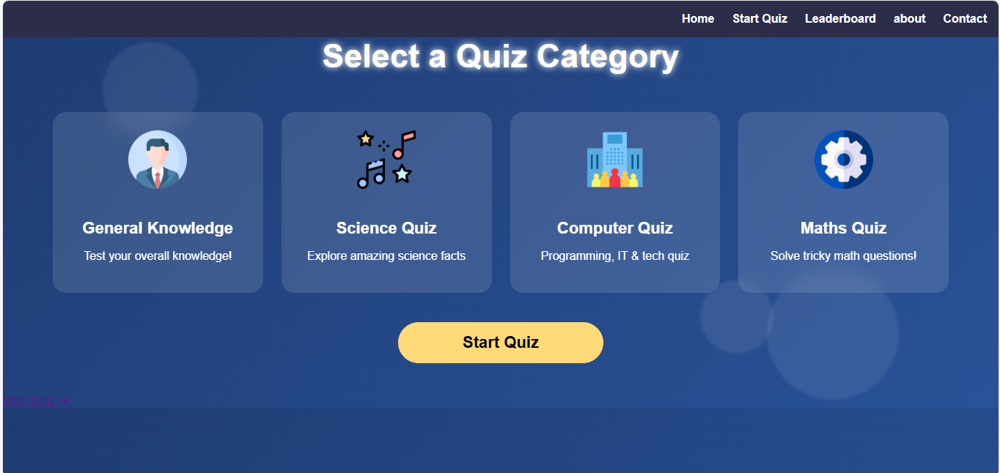 Home Start Quiz Leaderboard about Contact
Select a Quiz Category
General Knowledge
Test your overall knowledge!
Science Quiz
Explore amazing science facts
Computer Quiz
Programming, IT & tech quiz
Maths Quiz
Solve tricky math questions!
Start Quiz
Start Quiz →